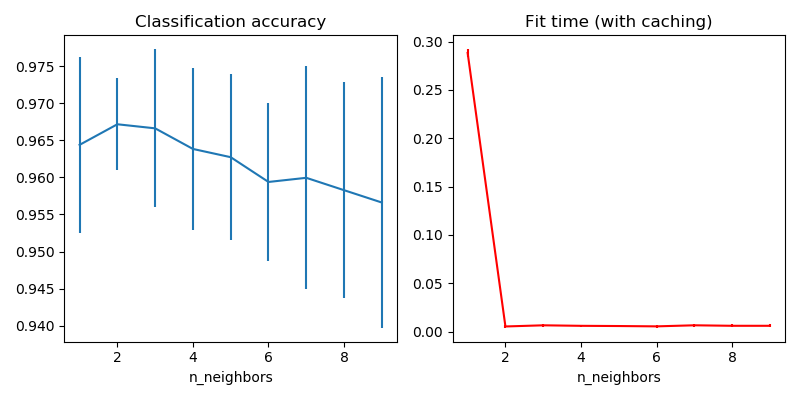 Classification accuracy
0.975
0.970
0.965
0.960
0.955
0.950
0.945
0.940
2 4 6 8
n_neighbors
Fit time (with caching)
0.30
0.25
0.20
0.15
0.10
0.05
0.00
2 4 6 8
n_neighbors